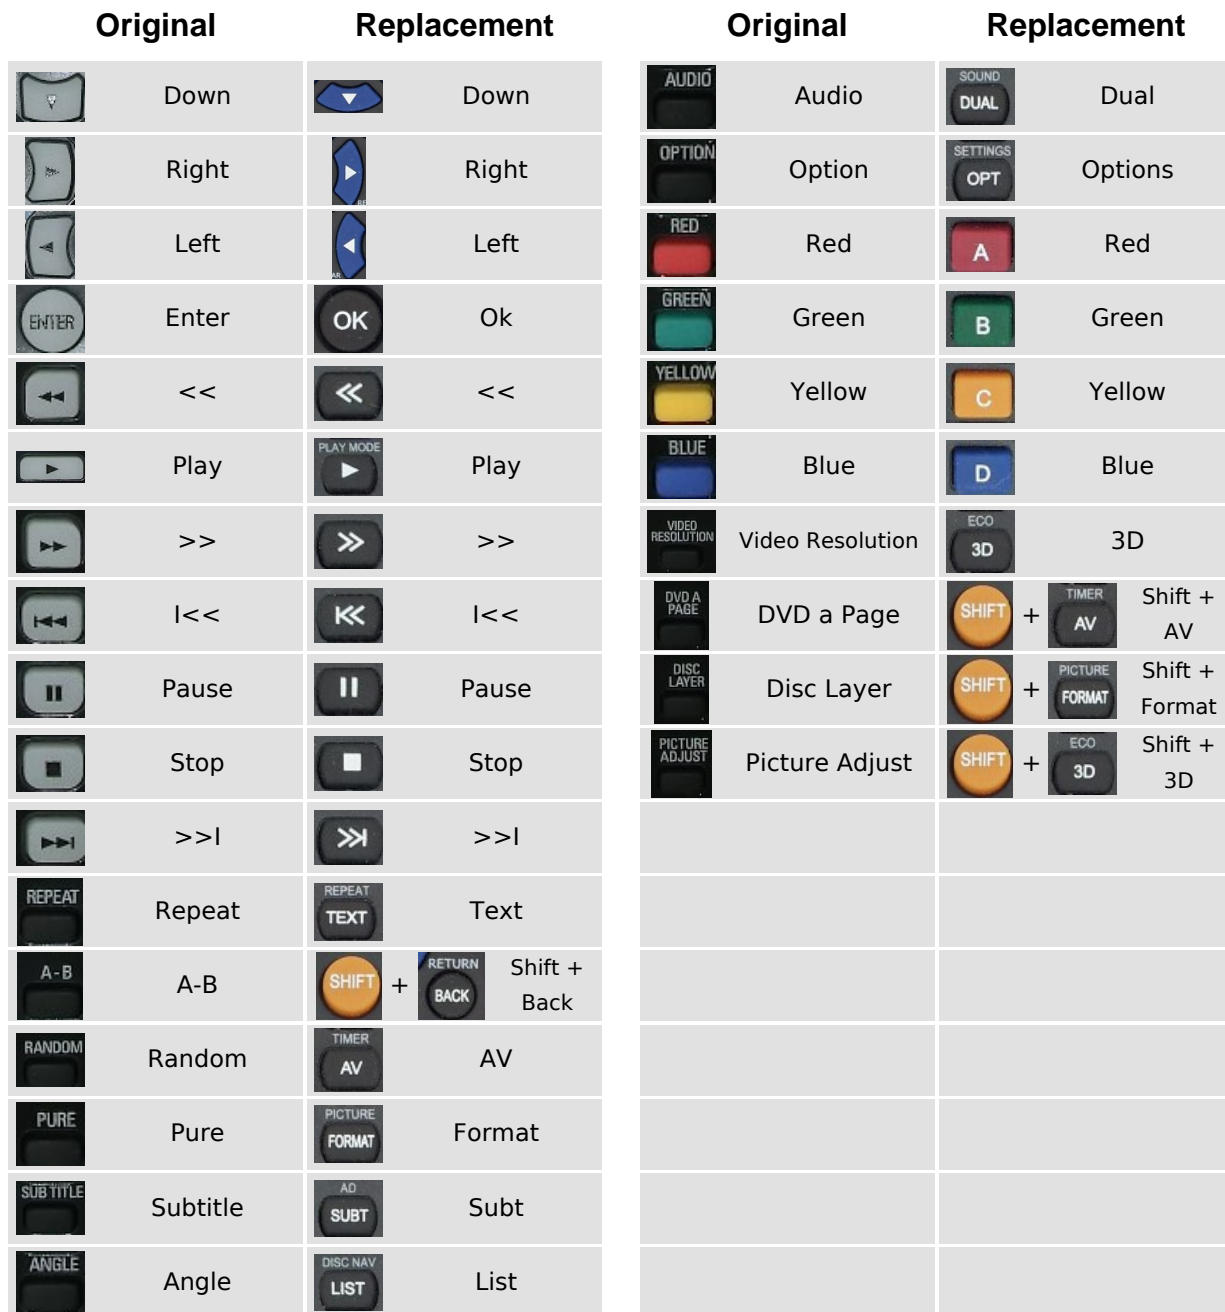 Original Replacement
Down Down
Right Right
Left Left
ENTER Enter OK Ok
<< <<
Play PLAY MODE Play
>> >>
I<< I<<
Pause Pause
Stop Stop
>>I >>I
REPEAT Repeat REPEAT TEXT Text
A-B A-B SHIFT + RETURN BACK Shift +
Back
RANDOM Random TIMER AV AV
PURE Pure PICTURE FORMAT Format
SUB TITLE Subtitle AD SUBT Subt
ANGLE Angle DISC NAV LIST List
Original Replacement
AUDIO Audio SOUND DUAL Dual
OPTION Option SETTINGS OPT Options
RED Red A Red
GREEN Green B Green
YELLOW Yellow C Yellow
BLUE Blue D Blue
VIDEO RESOLUTION Video Resolution ECO 3D 3D
DVD A PAGE DVD a Page SHIFT + TIMER AV Shift +
AV
DISC LAYER Disc Layer SHIFT + PICTURE FORMAT Shift +
Format
PICTURE ADJUST Picture Adjust SHIFT + ECO 3D Shift +
3D